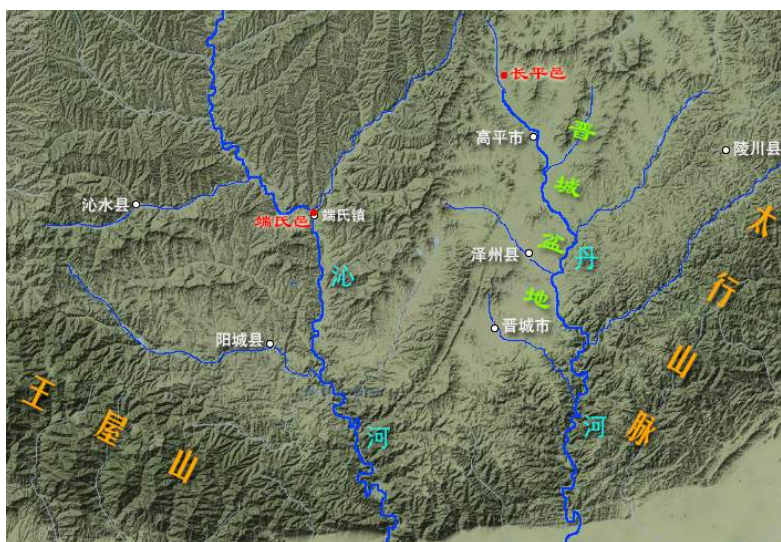 长平邑
高平市
晋城盆地
陵川县
沁水县
端氏邑
端氏镇
泽州县
丹河
沁河
太行山脉
晋城市
阳城县
王屋山